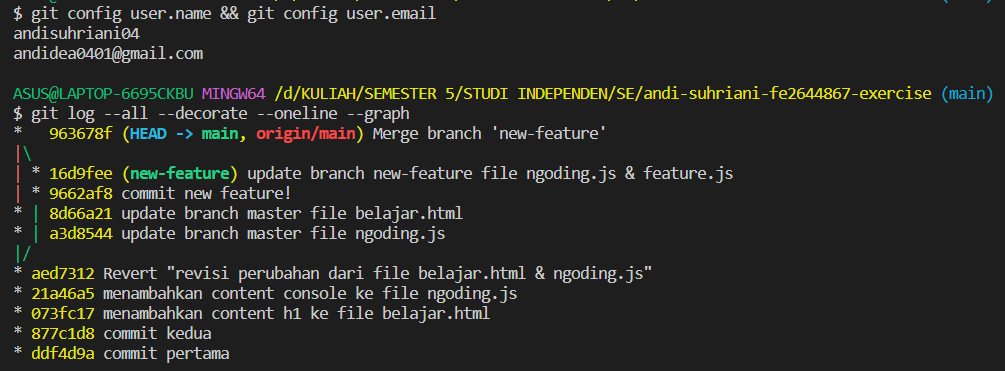 $ git config user.name && git config user.email
andisuhriani04
andidea0401@gmail.com
ASUS@LAPTOP-6695CKBU MINGW64 /d/KULIAH/SEMESTER 5/STUDI INDEPENDEN/SE/andi-suhriani-fe2644867-exercise (main)
$ git log --all --decorate --oneline --graph
*   963678f (HEAD -> main, origin/main) Merge branch 'new-feature'
|\
| * 16d9fee (new-feature) update branch new-feature file ngoding.js & feature.js
| * 9662af8 commit new feature!
* | 8d66a21 update branch master file belajar.html
* | a3d8544 update branch master file ngoding.js
|/
* aed7312 Revert "revisi perubahan dari file belajar.html & ngoding.js"
* 21a46a5 menambahkan content console ke file ngoding.js
* 073fc17 menambahkan content h1 ke file belajar.html
* 877c1d8 commit kedua
* ddf4d9a commit pertama